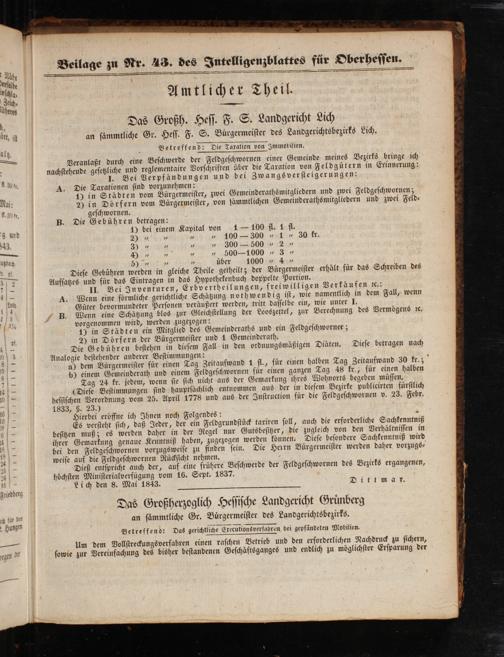 Beilage zu Nr. 43. des Intelligenzblattes für Oberhessen.
Amtlicher Theil.
Das Großh. Hess. F. S. Landgericht Lich
an sämmtliche Gr. Hess. F. S. Bürgermeister des Landgerichtsbezirks Lich.
Betreffend: Die Taxation von Immobilien.
Veranlaßt durch eine Beschwerde der Feldgeschwornen einer Gemeinde meines Bezirks bringe ich
nachstehende gesetzliche und reglementaire Vorschriften über die Taxation von Feldgütern in Erinnerung:
I. Bei Verpfändungen und bei Zwangsversteigerungen:
A. Die Taxationen sind vorzunehmen:
1) in Städten vom Bürgermeister, zwei Gemeinderathsmitgliedern und zwei Feldgeschwornen;
2) in Dörfern vom Bürgermeister, von sämmtlichen Gemeinderathsmitgliedern und zwei Feld-
geschwornen.
B. Die Gebühren betragen:
1) bei einem Kapital von 1—100 fl. 1 fl.
2) „ „ „ „ 100—300 „ 1 „ 30 kr.
3) „ „ „ „ 300—500 „ 2 „
4) „ „ „ „ 500—1000 „ 3 „
5) „ „ „ über 1000 „ 4 „
Diese Gebühren werden in gleiche Theile getheilt; der Bürgermeister erhält für das Schreiben des
Aufsatzes und für das Eintragen in das Hypothekenbuch doppelte Portion.
II. Bei Inventuren, Erbvertheilungen, freiwilligen Verkäufen ꝛc.:
A. Wenn eine förmliche gerichtliche Schätzung nothwendig ist, wie namentlich in dem Fall, wenn
Güter bevormundeter Personen veräußert werden, tritt dasselbe ein, wie unter I.
B. Wenn eine Schätzung blos zur Gleichstellung der Looszettel, zur Berechnung des Vermögens ꝛc.
vorgenommen wird, werden zugezogen:
1) in Städten ein Mitglied des Gemeinderaths und ein Feldgeschworner;
2) in Dörfern der Bürgermeister und 1 Gemeinderath.
Die Gebühren bestehen in diesem Fall in den ordnungsmäßigen Diäten. Diese betragen nach
Analogie bestehender anderer Bestimmungen:
a) dem Bürgermeister für einen Tag Zeitaufwand 1 fl., für einen halben Tag Zeitaufwand 30 kr.;
b) einem Gemeinderath und einem Feldgeschwornen für einen ganzen Tag 48 kr., für einen halben
Tag 24 kr. jedem, wenn sie sich nicht aus der Gemarkung ihres Wohnorts begeben müssen.
(Diese Bestimmungen sind hauptsächlich entnommen aus der in diesem Bezirk publicirten fürstlich
hessischen Verordnung vom 25. April 1778 und aus der Instruction für die Feldgeschwornen v. 23. Febr.
1833, §. 23.)
Hierbei eröffne ich Ihnen noch Folgendes:
Es versteht sich, daß Jeder, der ein Feldgrundstück taxiren soll, auch die erforderliche Sachkenntniß
besitzen muß; es werden daher in der Regel nur Gutsbesitzer, die zugleich von den Verhältnissen in
ihrer Gemarkung genaue Kenntniß haben, zugezogen werden können. Diese besondere Sachkenntniß wird
bei den Feldgeschwornen vorzugsweise zu finden sein. Die Herrn Bürgermeister werden daher vorzugs-
weise auf die Feldgeschwornen Rücksicht nehmen.
Dieß entspricht auch der, auf eine frühere Beschwerde der Feldgeschwornen des Bezirks ergangenen,
höchsten Ministerialverfügung vom 16. Sept. 1837.
Lich den 8. Mai 1843.
Dittmar.
Das Großherzoglich Hessische Landgericht Grünberg
an sämmtliche Gr. Bürgermeister des Landgerichtsbezirks.
Betreffend: Das gerichtliche Executionsverfahren bei gepfändeten Mobilien.
Um dem Vollstreckungsverfahren einen raschen Betrieb und den erforderlichen Nachdruck zu sichern,
sowie zur Vereinfachung des bisher bestandenen Geschäftsganges und endlich zu möglichster Ersparung der